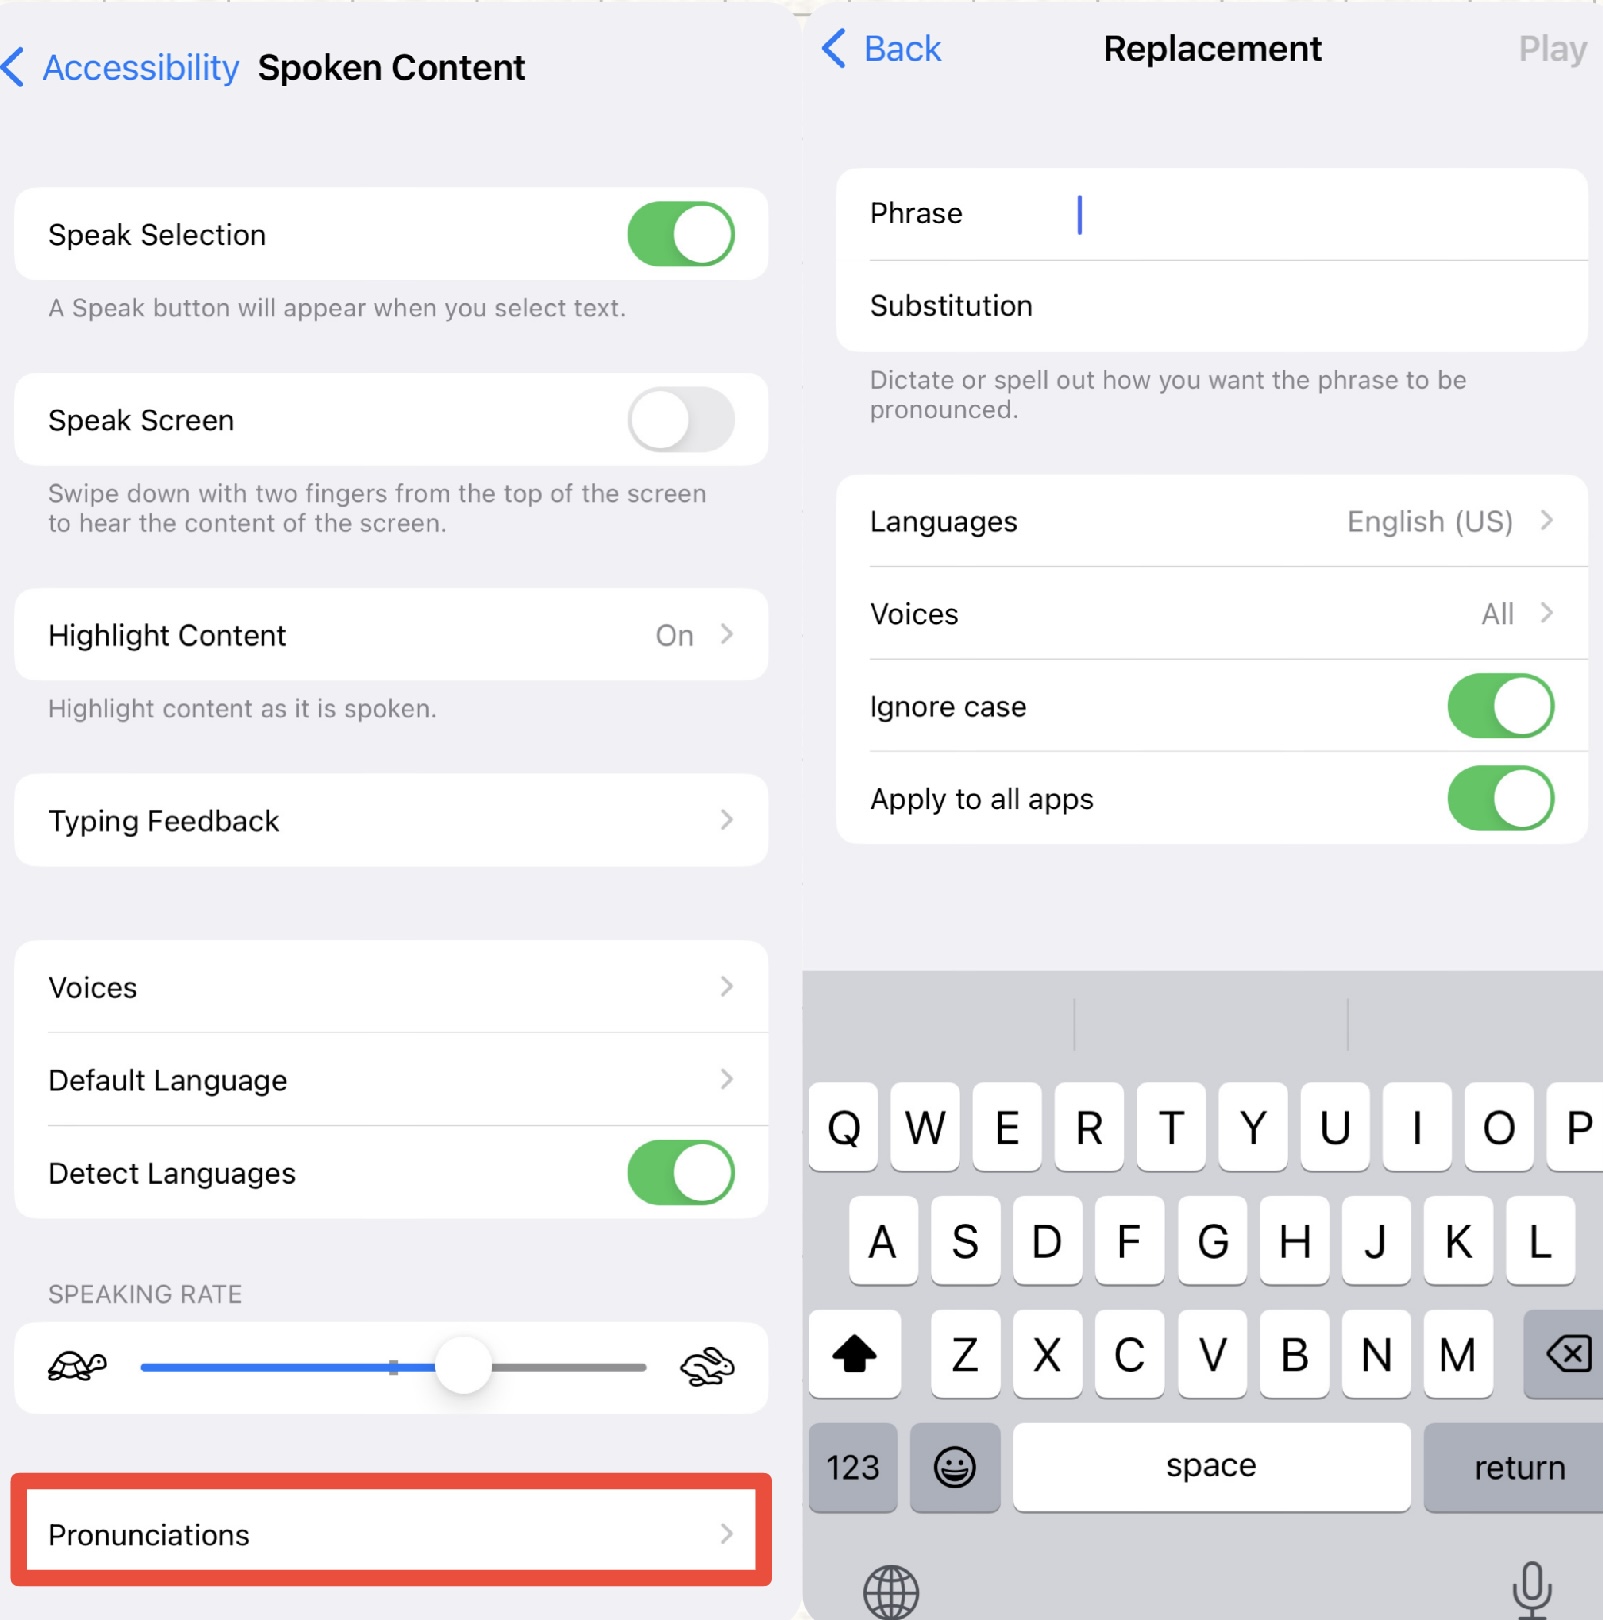 Accessibility Spoken Content
Speak Selection
A Speak button will appear when you select text.
Speak Screen
Swipe down with two fingers from the top of the screen
to hear the content of the screen.
Highlight Content On
Highlight content as it is spoken.
Typing Feedback
Voices
Default Language
Detect Languages
SPEAKING RATE
Pronunciations
Back Replacement Play
Phrase
Substitution
Dictate or spell out how you want the phrase to be
pronounced.
Languages English (US)
Voices All
Ignore case
Apply to all apps
Q W E R T Y U I O P
A S D F G H J K L
Z X C V B N M
123 space return